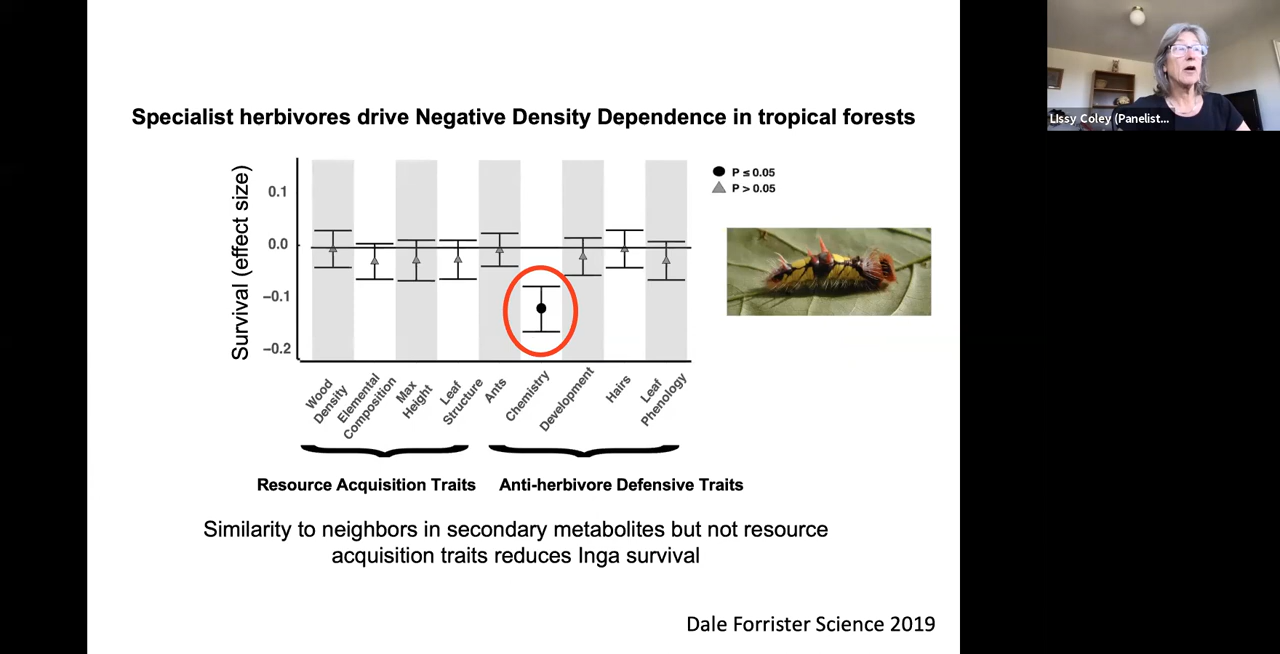 Specialist herbivores drive Negative Density Dependence in tropical forests
Survival (effect size)
0.1
0.0
−0.1
−0.2
P ≤ 0.05
P > 0.05
Wood
Density
Elemental
Composition
Max
Height
Leaf
Structure
Ants
Chemistry
Development
Hairs
Leaf
Phenology
Resource Acquisition Traits
Anti-herbivore Defensive Traits
Similarity to neighbors in secondary metabolites but not resource
acquisition traits reduces Inga survival
Dale Forrister Science 2019
LIssy Coley (Panelist...